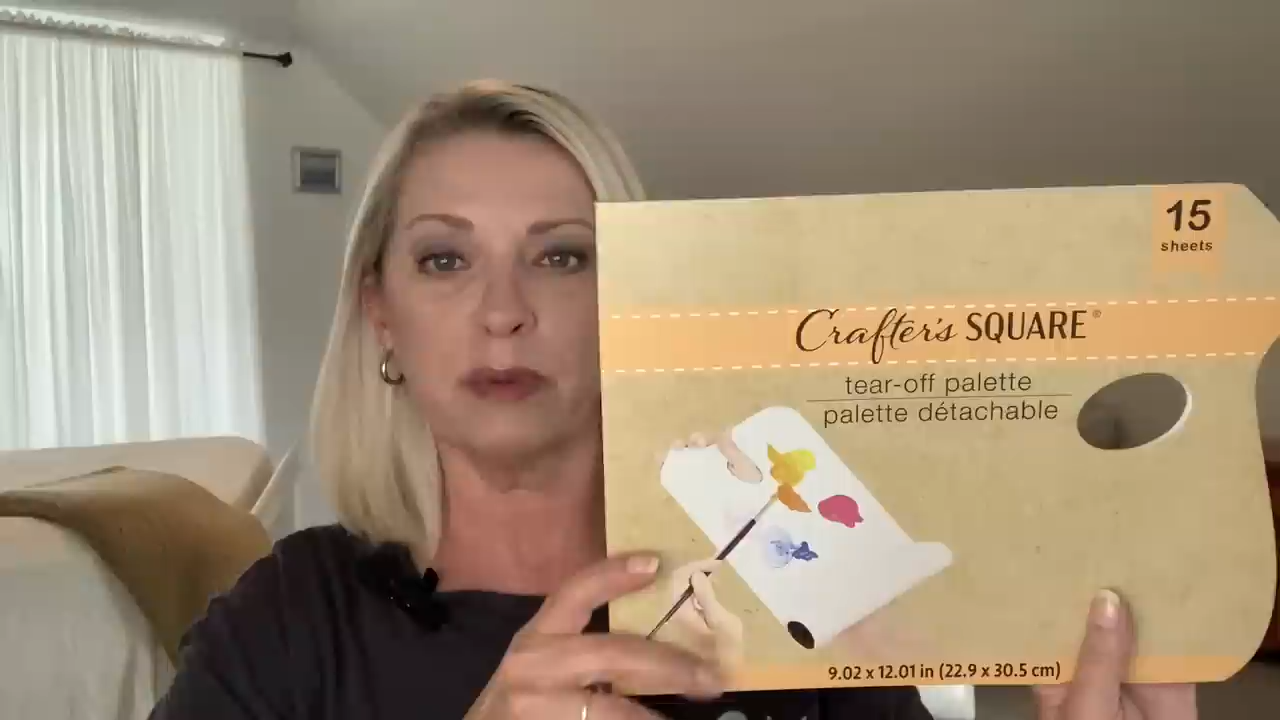 15
sheets
Crafter's SQUARE®
tear-off palette
palette détachable
9.02 x 12.01 in (22.9 x 30.5 cm)